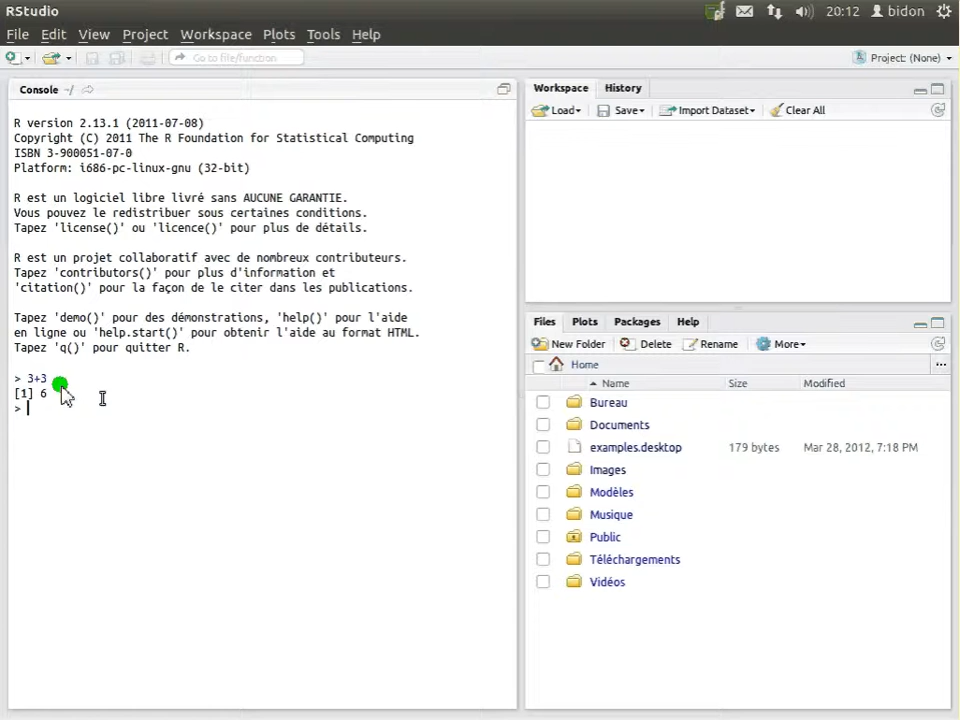 RStudio
20:12 bidon
File Edit View Project Workspace Plots Tools Help
Go to file/function
Project: (None)
Console ~/
R version 2.13.1 (2011-07-08)
Copyright (C) 2011 The R Foundation for Statistical Computing
ISBN 3-900051-07-0
Platform: i686-pc-linux-gnu (32-bit)
R est un logiciel libre livré sans AUCUNE GARANTIE.
Vous pouvez le redistribuer sous certaines conditions.
Tapez 'license()' ou 'licence()' pour plus de détails.
R est un projet collaboratif avec de nombreux contributeurs.
Tapez 'contributors()' pour plus d'information et
'citation()' pour la façon de le citer dans les publications.
Tapez 'demo()' pour des démonstrations, 'help()' pour l'aide
en ligne ou 'help.start()' pour obtenir l'aide au format HTML.
Tapez 'q()' pour quitter R.
> 3+3
[1] 6
>
Workspace History
Load Save Import Dataset Clear All
Files Plots Packages Help
New Folder Delete Rename More
Home ...
Name Size Modified
Bureau
Documents
examples.desktop 179 bytes Mar 28, 2012, 7:18 PM
Images
Modèles
Musique
Public
Téléchargements
Vidéos